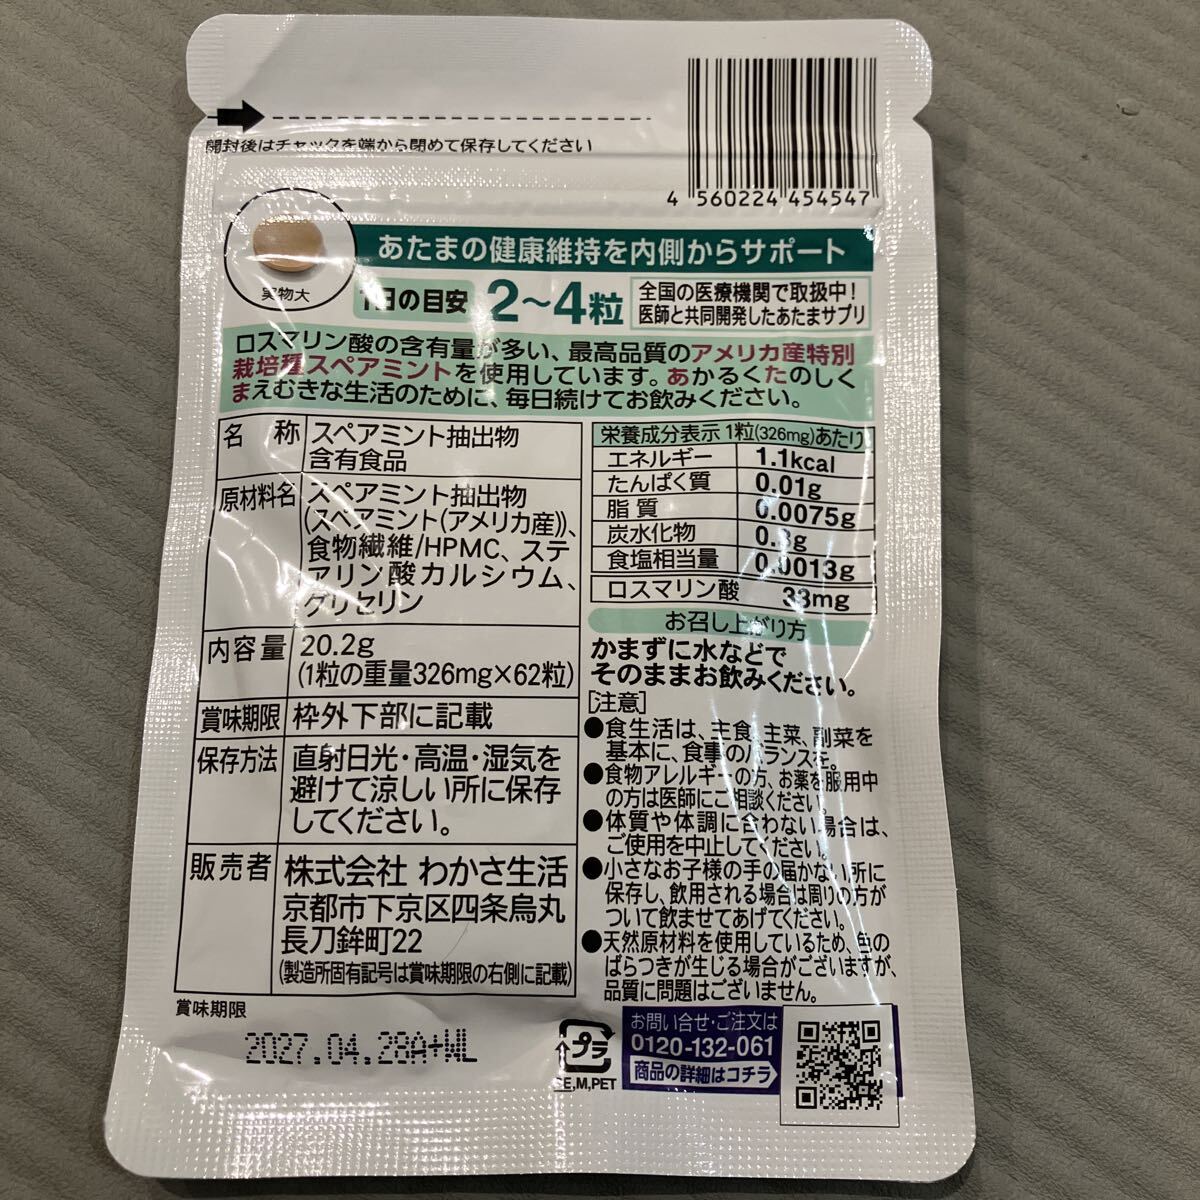 開封後はチャックを端から閉めて保存してください
4 560224 454547
実物大
あたまの健康維持を内側からサポート
1日の目安 2～4粒
全国の医療機関で取扱中!
医師と共同開発したあたまサプリ
ロスマリン酸の含有量が多い、最高品質のアメリカ産特別
栽培種スペアミントを使用しています。あかるくたのしく
まえむきな生活のために、毎日続けてお飲みください。
名称 スペアミント抽出物
含有食品
原材料名 スペアミント抽出物
(スペアミント(アメリカ産))、
食物繊維/HPMC、ステ
アリン酸カルシウム、
グリセリン
内容量 20.2g
(1粒の重量326mg×62粒)
賞味期限 枠外下部に記載
保存方法 直射日光・高温・湿気を
避けて涼しい所に保存
してください。
販売者 株式会社 わかさ生活
京都市下京区四条烏丸
長刀鉾町22
(製造所固有記号は賞味期限の右側に記載)
栄養成分表示 1粒(326mg)あたり
エネルギー 1.1kcal
たんぱく質 0.01g
脂質 0.0075g
炭水化物 0.3g
食塩相当量 0.0013g
ロスマリン酸 33mg
お召し上がり方
かまずに水などで
そのままお飲みください。
[注意]
●食生活は、主食、主菜、副菜を
基本に、食事のバランスを。
●食物アレルギーの方、お薬を服用中
の方は医師にご相談ください。
●体質や体調に合わない場合は、
ご使用を中止してください。
●小さなお子様の手の届かない所に
保存し、飲用される場合は周りの方が
ついて飲ませてあげてください。
●天然原材料を使用しているため、色の
ばらつきが生じる場合がございますが、
品質に問題はございません。
賞味期限
2027.04.28A+WL
プラ
PE,M,PET
お問い合せ・ご注文は
0120-132-061
商品の詳細はコチラ